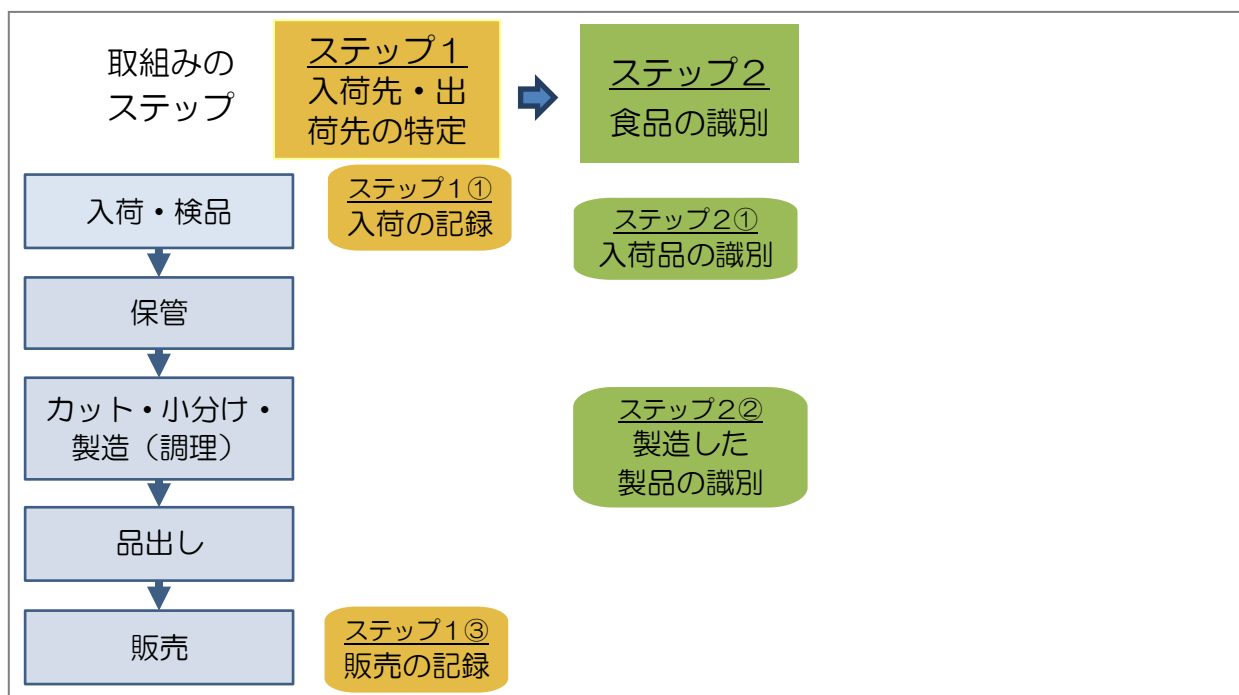 取組みの
ステップ
ステップ１
入荷先・出
荷先の特定
ステップ２
食品の識別
入荷・検品
ステップ１①
入荷の記録
ステップ２①
入荷品の識別
保管
カット・小分け・
製造（調理）
ステップ２②
製造した
製品の識別
品出し
販売
ステップ１③
販売の記録